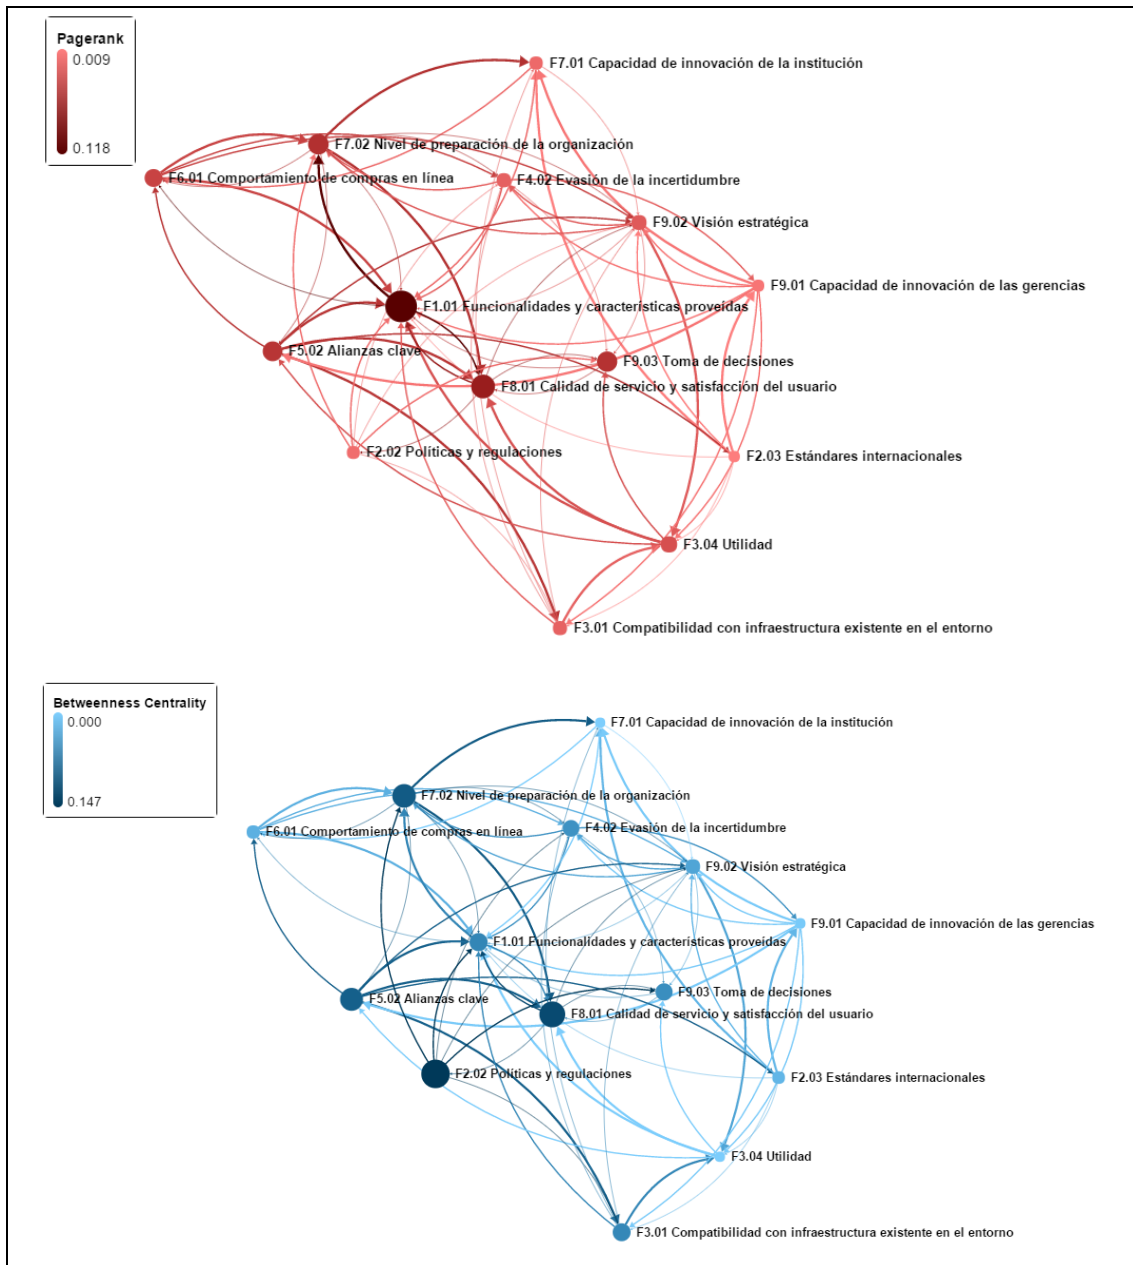 Pagerank
0.009
0.118
F7.01 Capacidad de innovación de la institución
F7.02 Nivel de preparación de la organización
F6.01 Comportamiento de compras en línea
F4.02 Evasión de la incertidumbre
F9.02 Visión estratégica
F9.01 Capacidad de innovación de las gerencias
F1.01 Funcionalidades y características proveídas
F5.02 Alianzas clave
F9.03 Toma de decisiones
F8.01 Calidad de servicio y satisfacción del usuario
F2.02 Políticas y regulaciones
F2.03 Estándares internacionales
F3.04 Utilidad
F3.01 Compatibilidad con infraestructura existente en el entorno
Betweenness Centrality
0.000
0.147
F7.01 Capacidad de innovación de la institución
F7.02 Nivel de preparación de la organización
F6.01 Comportamiento de compras en línea
F4.02 Evasión de la incertidumbre
F9.02 Visión estratégica
F9.01 Capacidad de innovación de las gerencias
F1.01 Funcionalidades y características proveídas
F5.02 Alianzas clave
F9.03 Toma de decisiones
F8.01 Calidad de servicio y satisfacción del usuario
F2.02 Políticas y regulaciones
F2.03 Estándares internacionales
F3.04 Utilidad
F3.01 Compatibilidad con infraestructura existente en el entorno